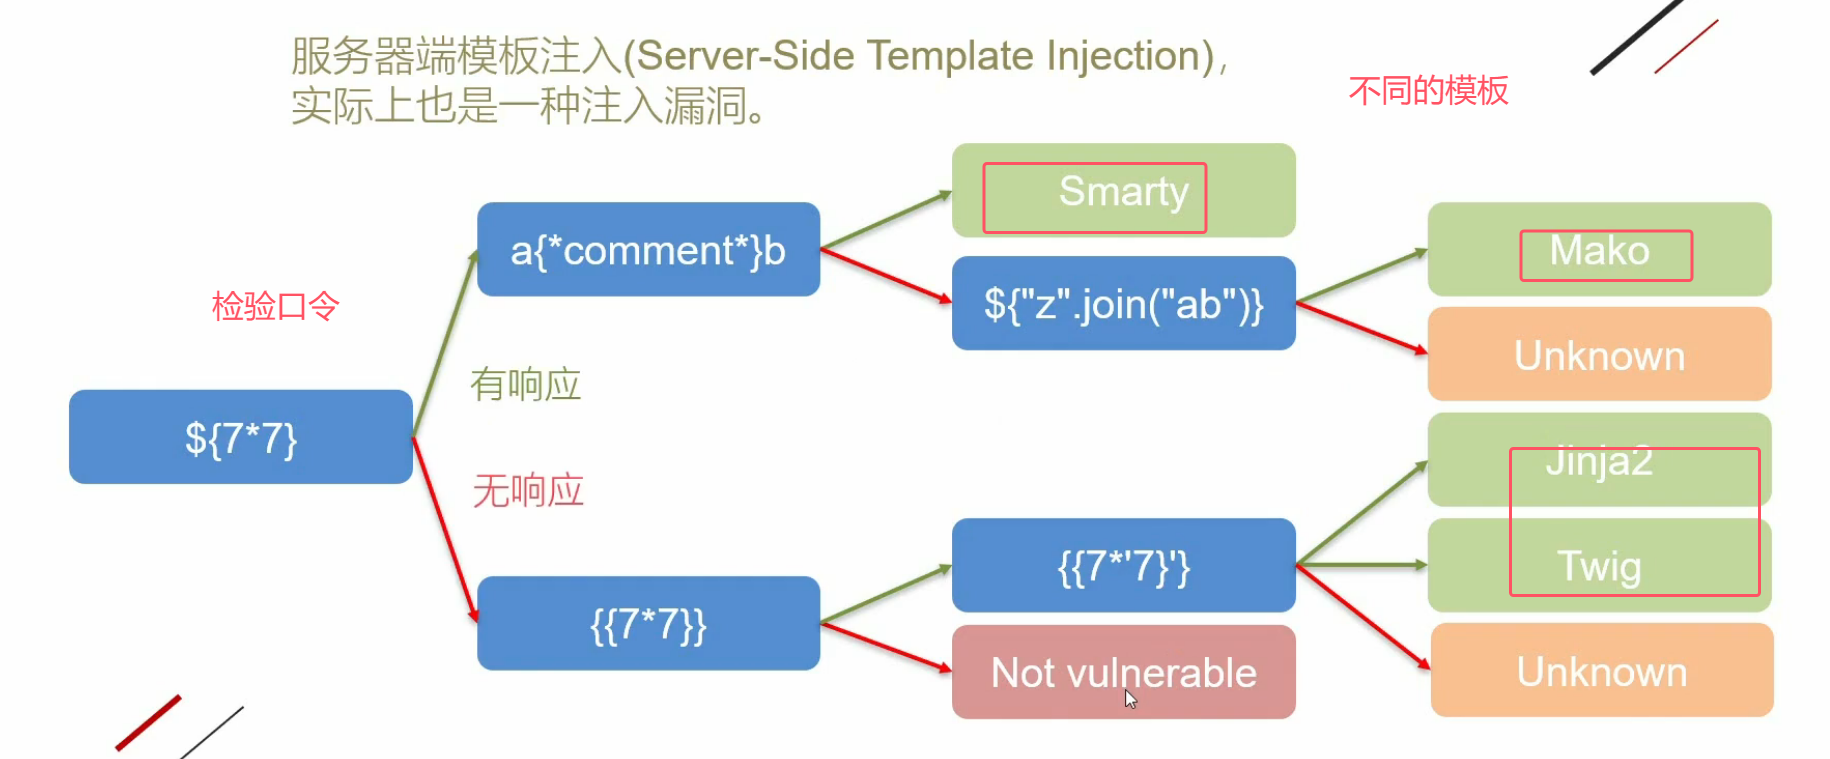 服务器端模板注入(Server-Side Template Injection),
实际上也是一种注入漏洞。
不同的模板
检验口令
${7*7}
有响应
无响应
a{*comment*}b
{{7*7}}
Smarty
${"z".join("ab")}
{{7*'7}'}
Not vulnerable
Mako
Unknown
Jinja2
Twig
Unknown